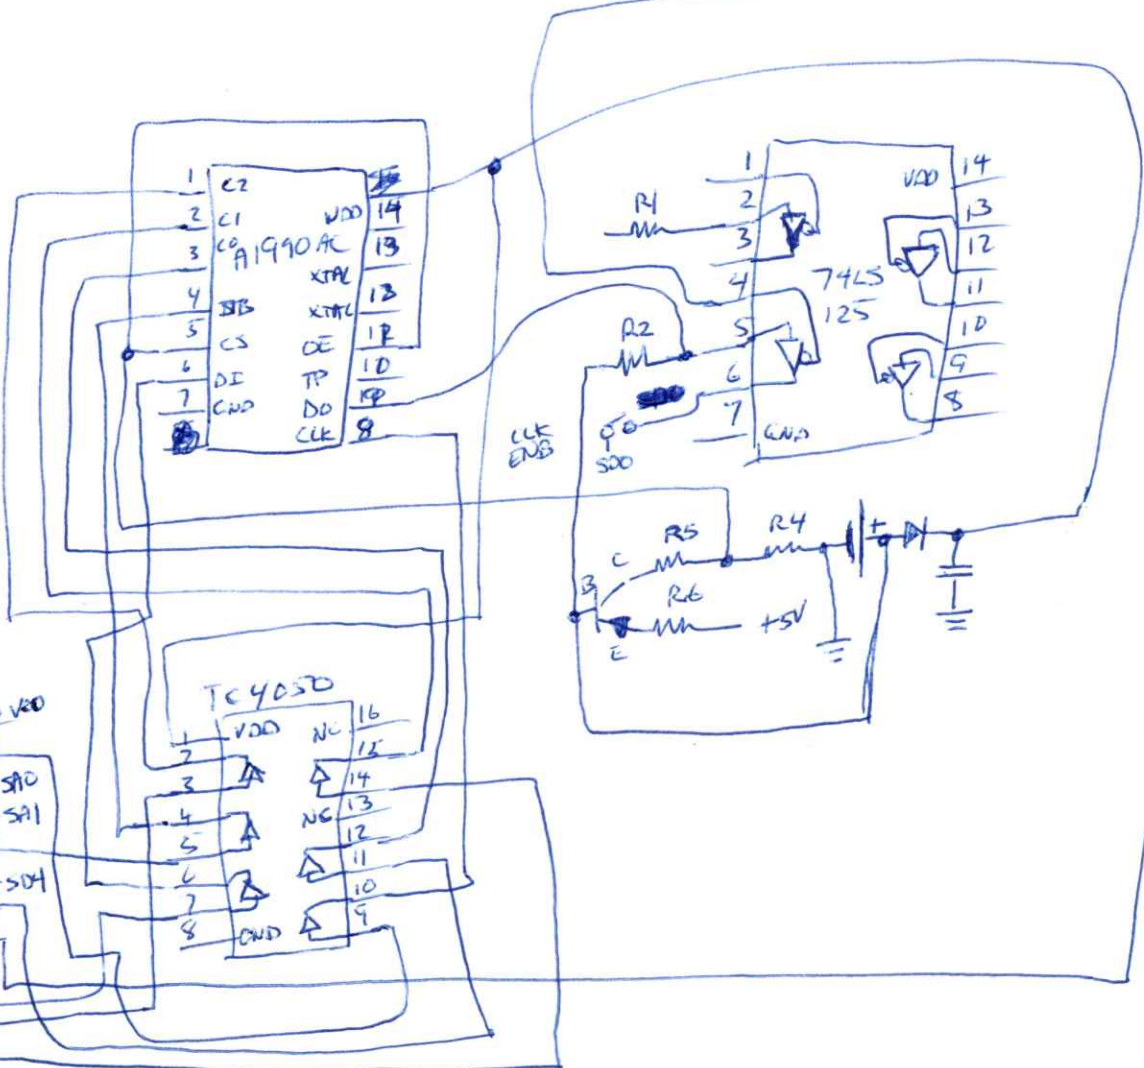 1 C2
2 C1
3 C0
A1990AC
4 STB
5 CS
6 DI
7 GND
VDD 14
13
XTAL
XTAL 13
OE 12
TP 10
DO
CLK 8
1
2
3
4
5
6
7
R1
R2
74LS
125
VDD 14
13
12
11
10
9
8
GND
CLK
ENB
SDO
R5
R4
C
B
R6
E
+5V
+
TC4050
1 VDD
2
3
4
5
6
7
8 GND
NC 16
15
14
NC 13
12
11
10
9
VDD
SA0
SA1
SD4